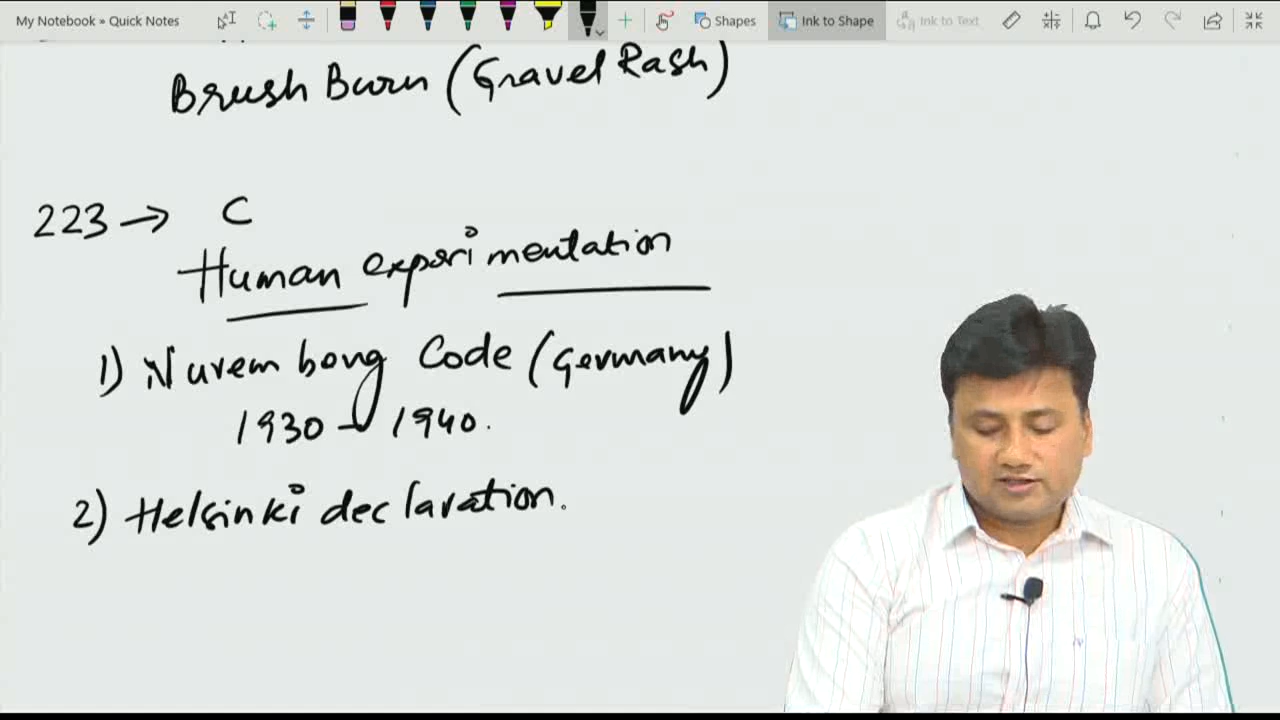 My Notebook » Quick Notes Shapes Ink to Shape Ink to Text
Brush Burn (Gravel Rash)
223 → C
Human experimentation
1) Nuremberg Code (Germany)
1930 - 1940.
2) Helsinki declaration.